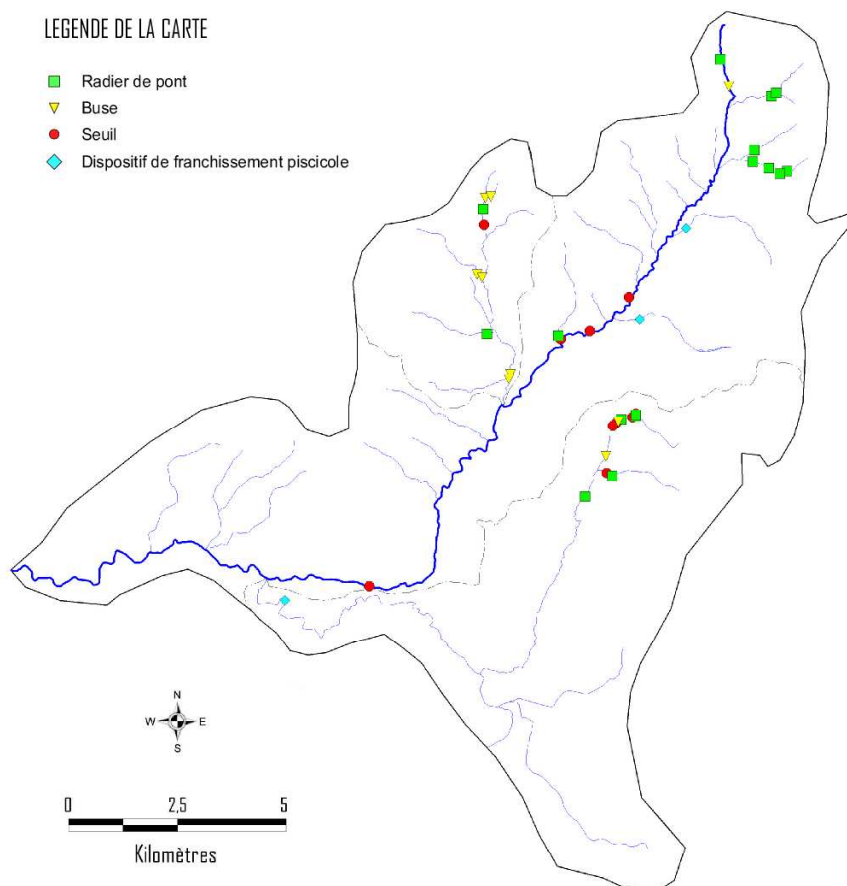 LEGENDE DE LA CARTE
Radier de pont
Buse
Seuil
Dispositif de franchissement piscicole
N
W E
S
0 2,5 5
Kilomètres